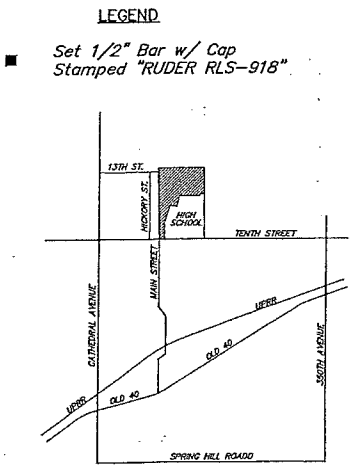 LEGEND
Set 1/2" Bar w/ Cap
Stamped "RUDER RLS-918"
13TH ST.
HICKORY ST.
HIGH
SCHOOL
TENTH STREET
MAIN STREET
CATHEDRAL AVENUE
UPRR
OLD 40
350TH AVENUE
UPRR
OLD 40
SPRING HILL ROADD